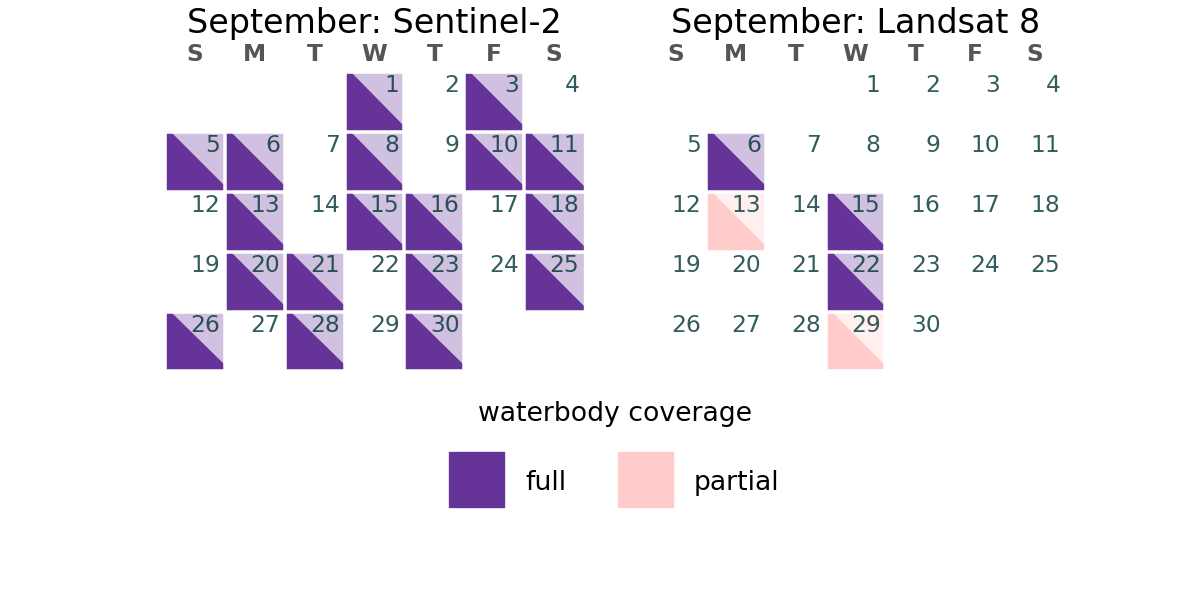 September: Sentinel-2
S M T W T F S
1 2 3 4
5 6 7 8 9 10 11
12 13 14 15 16 17 18
19 20 21 22 23 24 25
26 27 28 29 30
September: Landsat 8
S M T W T F S
1 2 3 4
5 6 7 8 9 10 11
12 13 14 15 16 17 18
19 20 21 22 23 24 25
26 27 28 29 30
waterbody coverage
full partial